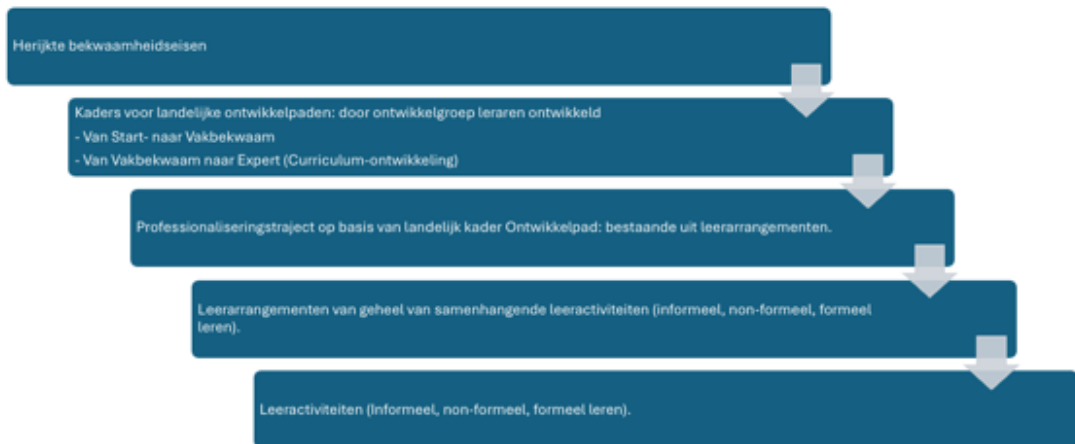 Herijkte bekwaamheidseisen
Kaders voor landelijke ontwikkelpaden: door ontwikkelgroep leraren ontwikkeld
- Van Start- naar Vakbekwaam
- Van Vakbekwaam naar Expert (Curriculum-ontwikkeling)
Professionaliseringstraject op basis van landelijk kader Ontwikkelpad: bestaande uit leerarrangementen.
Leerarrangementen van geheel van samenhangende leeractiviteiten (informeel, non-formeel, formeel
leren).
Leeractiviteiten (Informeel, non-formeel, formeel leren).